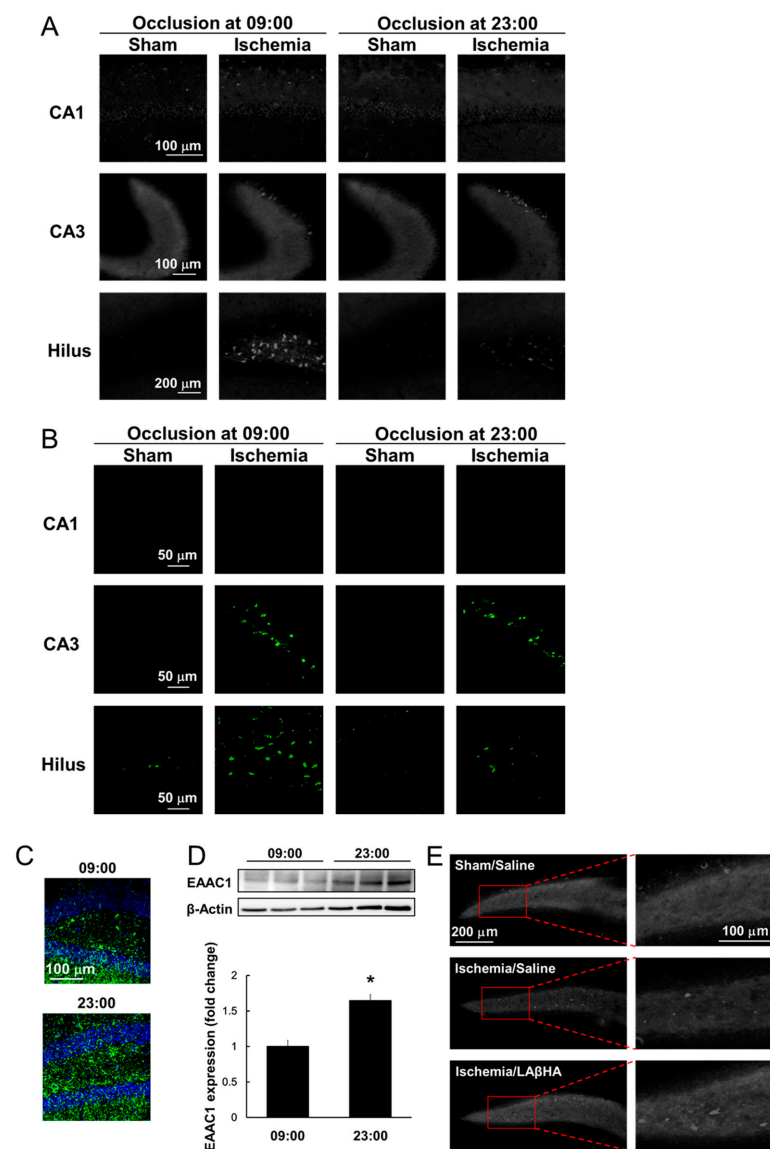 A
Occlusion at 09:00 Occlusion at 23:00
Sham Ischemia Sham Ischemia
CA1
100 μm
CA3
100 μm
Hilus
200 μm
B
Occlusion at 09:00 Occlusion at 23:00
Sham Ischemia Sham Ischemia
CA1
50 μm
CA3
50 μm
Hilus
50 μm
C
09:00
100 μm
23:00
D
09:00 23:00
EAAC1
β-Actin
EAAC1 expression (fold change)
2
*
1.5
1
0.5
0
09:00 23:00
E
Sham/Saline
200 μm 100 μm
Ischemia/Saline
Ischemia/LAβHA